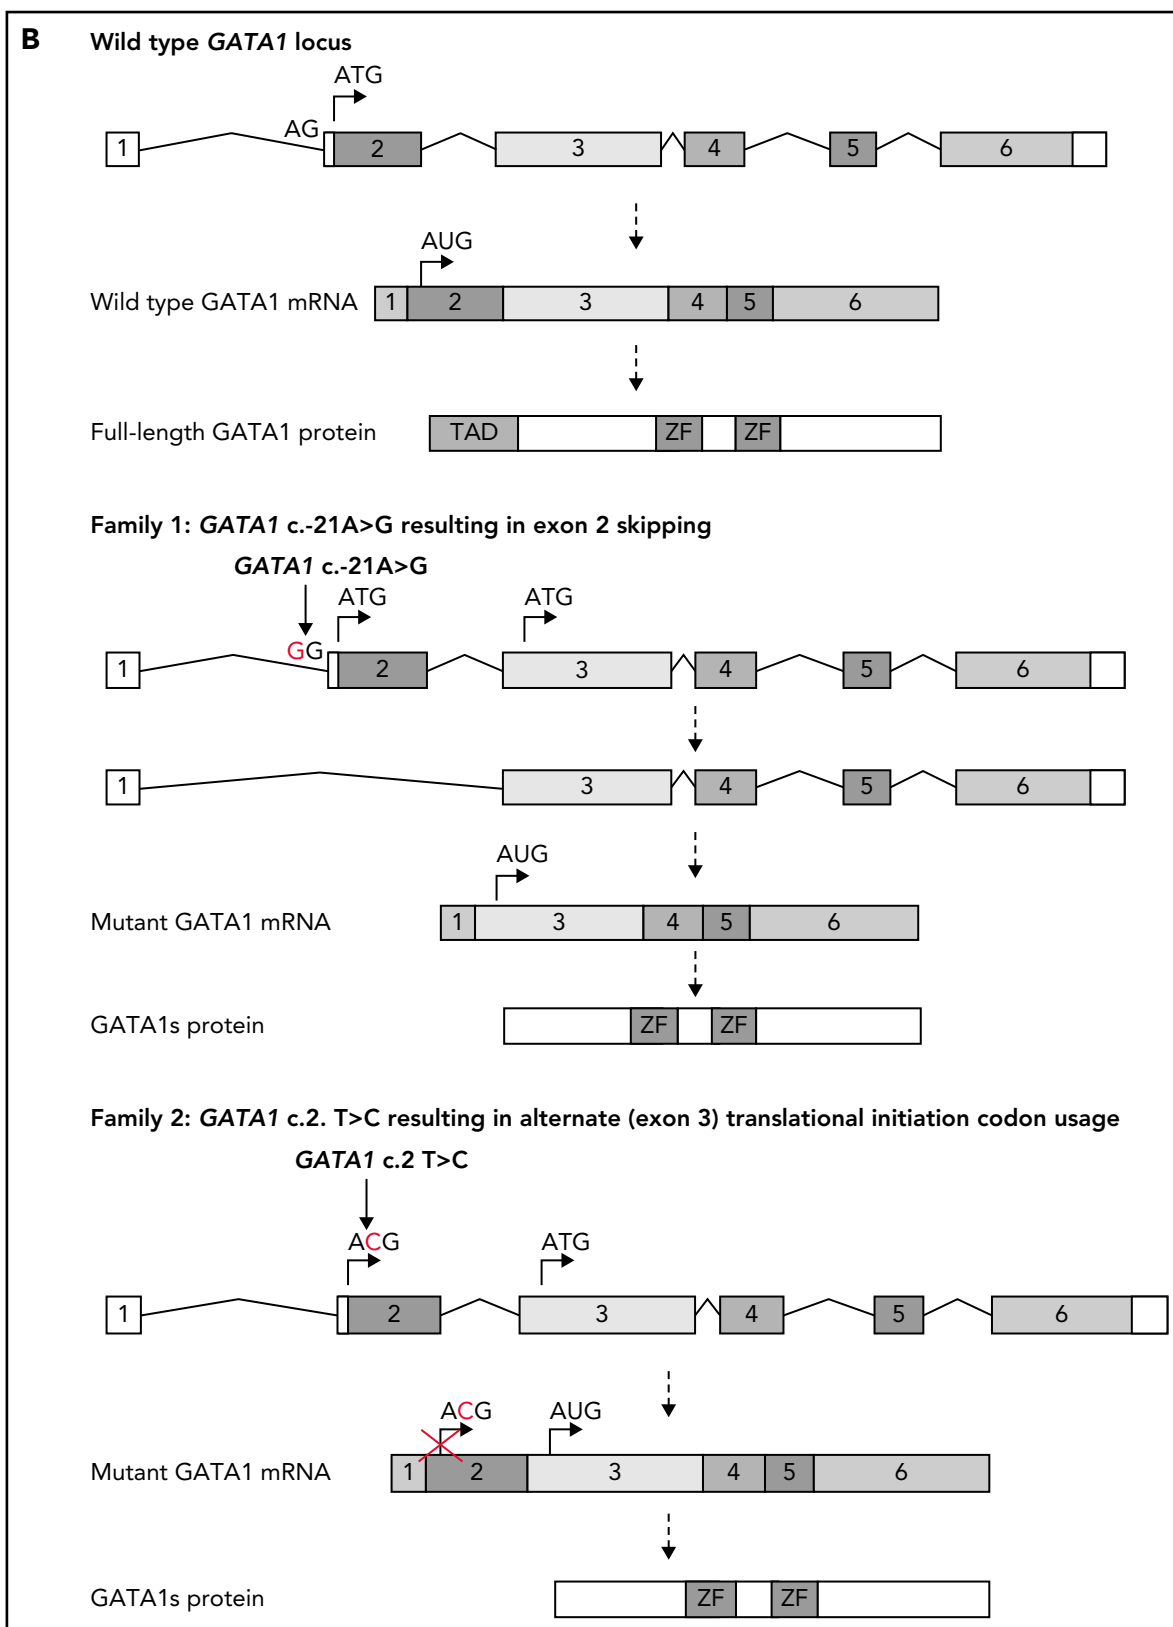 B Wild type GATA1 locus
ATG
AG
1 2 3 4 5 6
AUG
Wild type GATA1 mRNA 1 2 3 4 5 6
Full-length GATA1 protein TAD ZF ZF
Family 1: GATA1 c.-21A>G resulting in exon 2 skipping
GATA1 c.-21A>G
ATG ATG
GG
1 2 3 4 5 6
1 3 4 5 6
AUG
Mutant GATA1 mRNA 1 3 4 5 6
GATA1s protein ZF ZF
Family 2: GATA1 c.2. T>C resulting in alternate (exon 3) translational initiation codon usage
GATA1 c.2 T>C
ACG ATG
1 2 3 4 5 6
ACG AUG
Mutant GATA1 mRNA 1 2 3 4 5 6
GATA1s protein ZF ZF